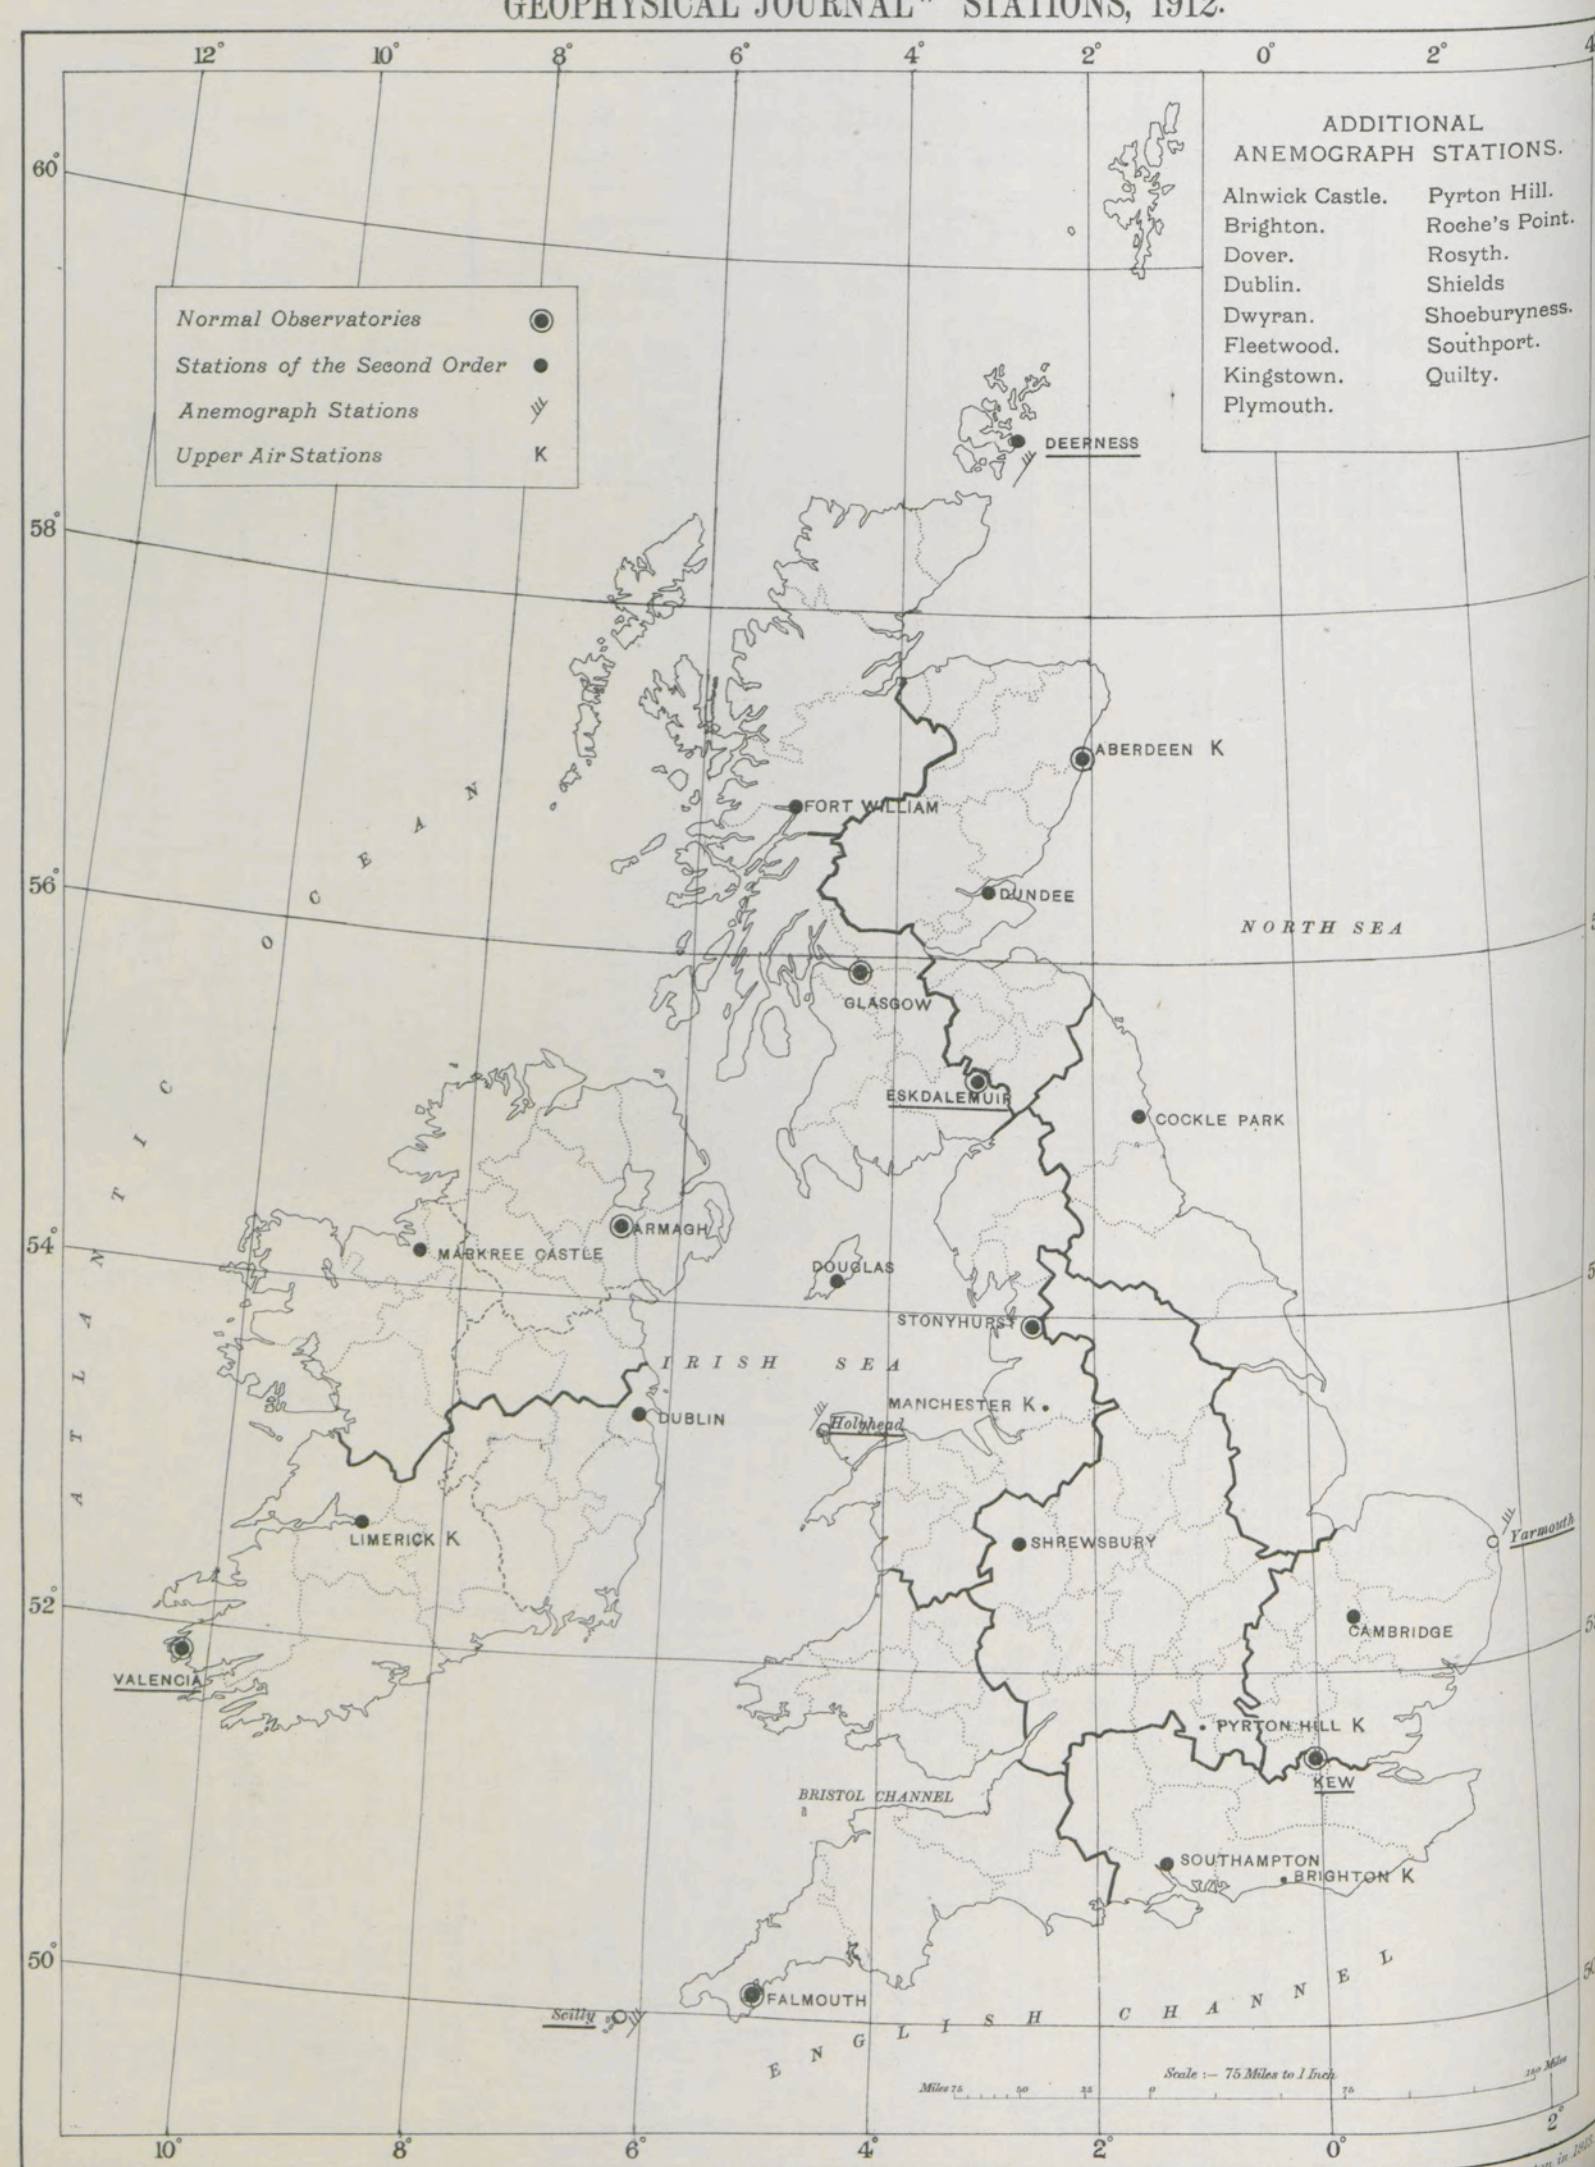 GEOPHYSICAL JOURNAL" STATIONS, 1912.
12° 10° 8° 6° 4° 2° 0° 2° 4
ADDITIONAL
ANEMOGRAPH STATIONS.
Alnwick Castle. Pyrton Hill.
Brighton. Roche's Point.
Dover. Rosyth.
Dublin. Shields
Dwyran. Shoeburyness.
Fleetwood. Southport.
Kingstown. Quilty.
Plymouth.
60°
Normal Observatories
Stations of the Second Order
Anemograph Stations
Upper Air Stations K
DEERNESS
58°
ABERDEEN K
FORT WILLIAM
56°
DUNDEE
NORTH SEA
GLASGOW
ESKDALEMUIR
COCKLE PARK
ATLANTIC OCEAN
ARMAGH
54°
MARKREE CASTLE
DOUGLAS
STONYHURST
IRISH SEA
MANCHESTER K
DUBLIN
Holyhead
LIMERICK K
SHREWSBURY
Yarmouth
52°
CAMBRIDGE
VALENCIA
PYRTON HILL K
KEW
BRISTOL CHANNEL
SOUTHAMPTON
BRIGHTON K
50°
FALMOUTH
Scilly
ENGLISH CHANNEL
Scale :– 75 Miles to 1 Inch
Miles 75 50 25 0 75 150 Miles
10° 8° 6° 4° 2° 0° 2°